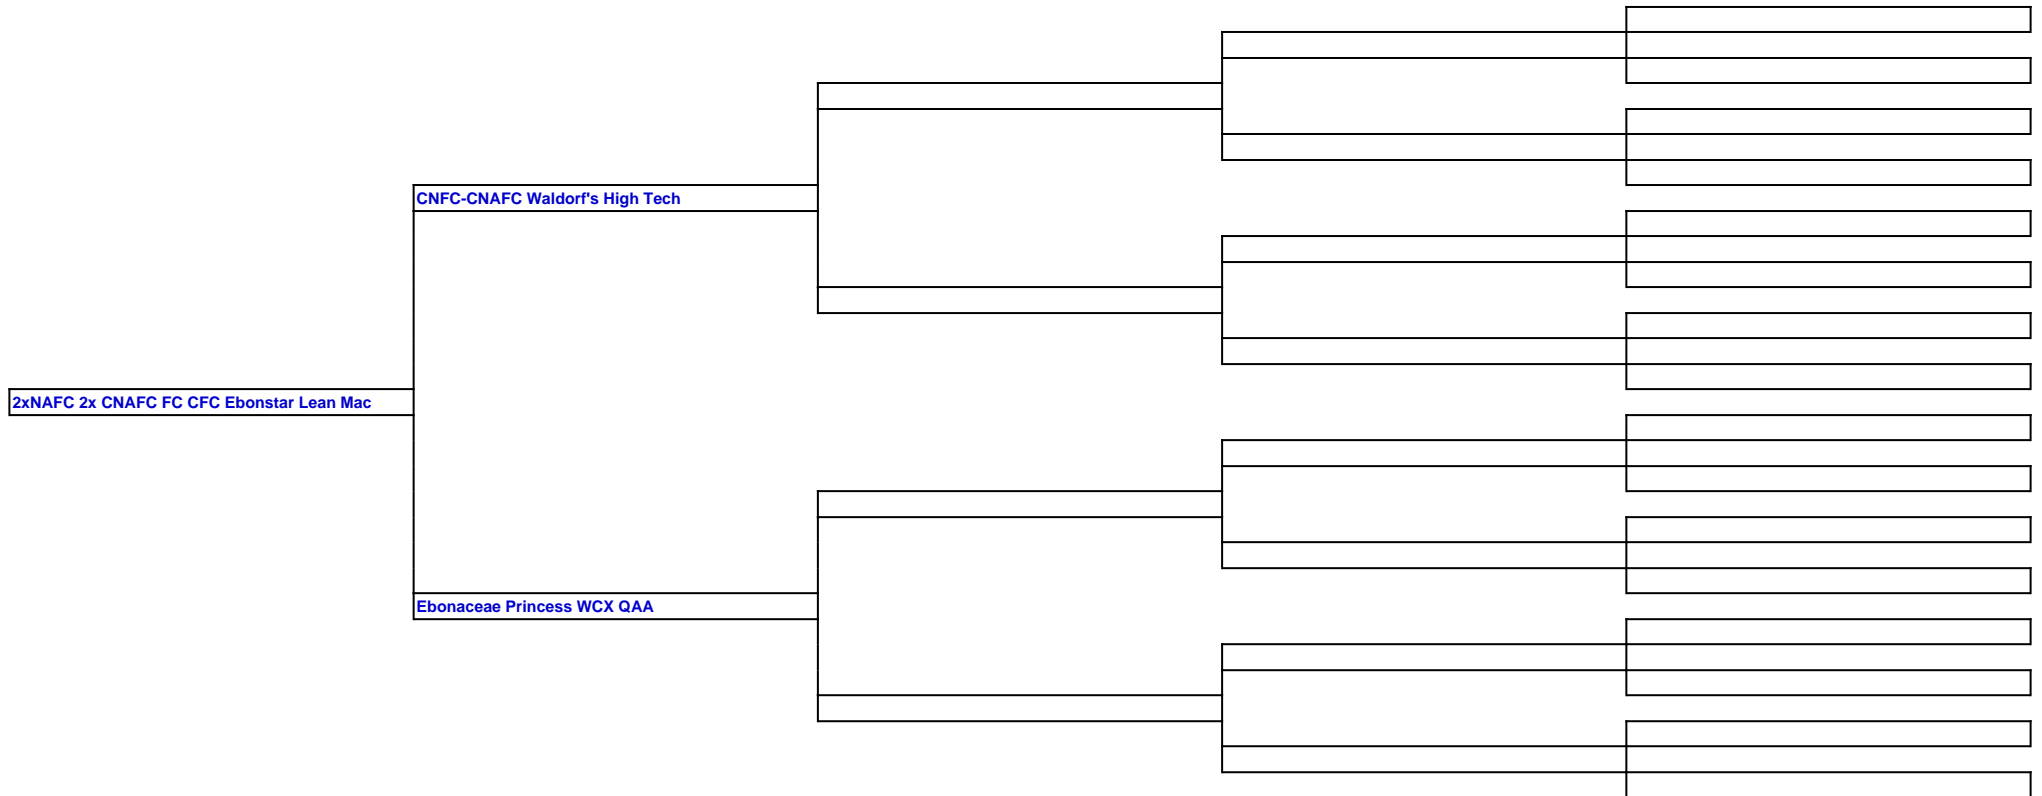 CNFC-CNAFC Waldorf's High Tech
2xNAFC 2x CNAFC FC CFC Ebonstar Lean Mac
Ebonaceae Princess WCX QAA